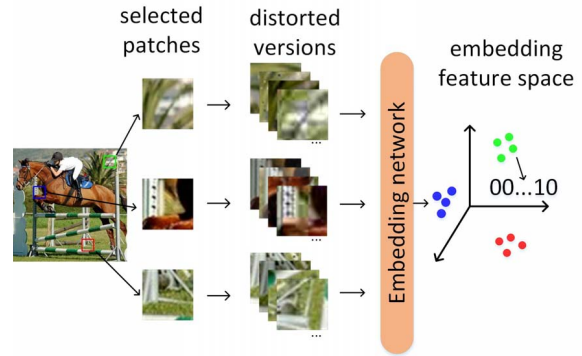 selected
patches
distorted
versions
embedding
feature space
...
...
...
Embedding network
00...10